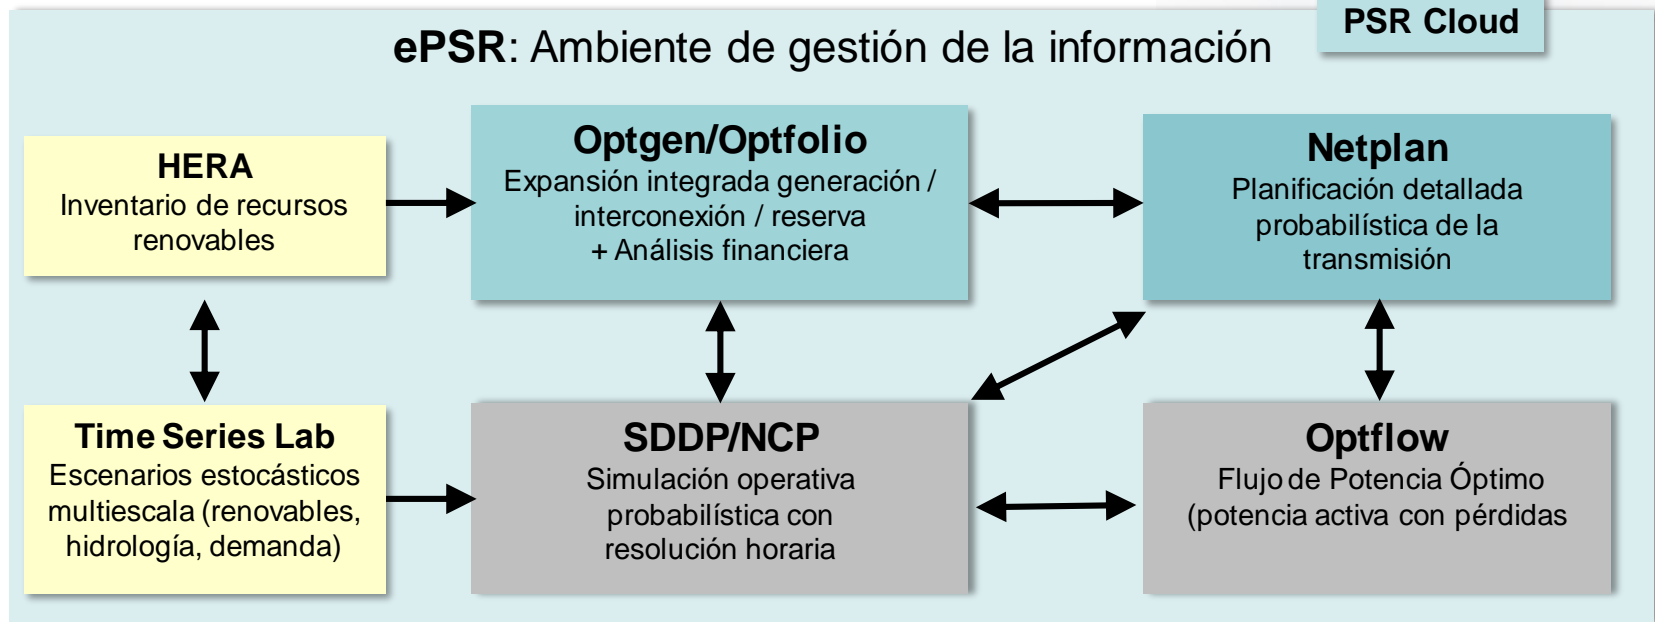 PSR Cloud
ePSR: Ambiente de gestión de la información
HERA
Inventario de recursos
renovables
Optgen/Optfolio
Expansión integrada generación /
interconexión / reserva
+ Análisis financiera
Netplan
Planificación detallada
probabilística de la
transmisión
Time Series Lab
Escenarios estocásticos
multiescala (renovables,
hidrología, demanda)
SDDP/NCP
Simulación operativa
probabilística con
resolución horaria
Optflow
Flujo de Potencia Óptimo
(potencia activa con pérdidas